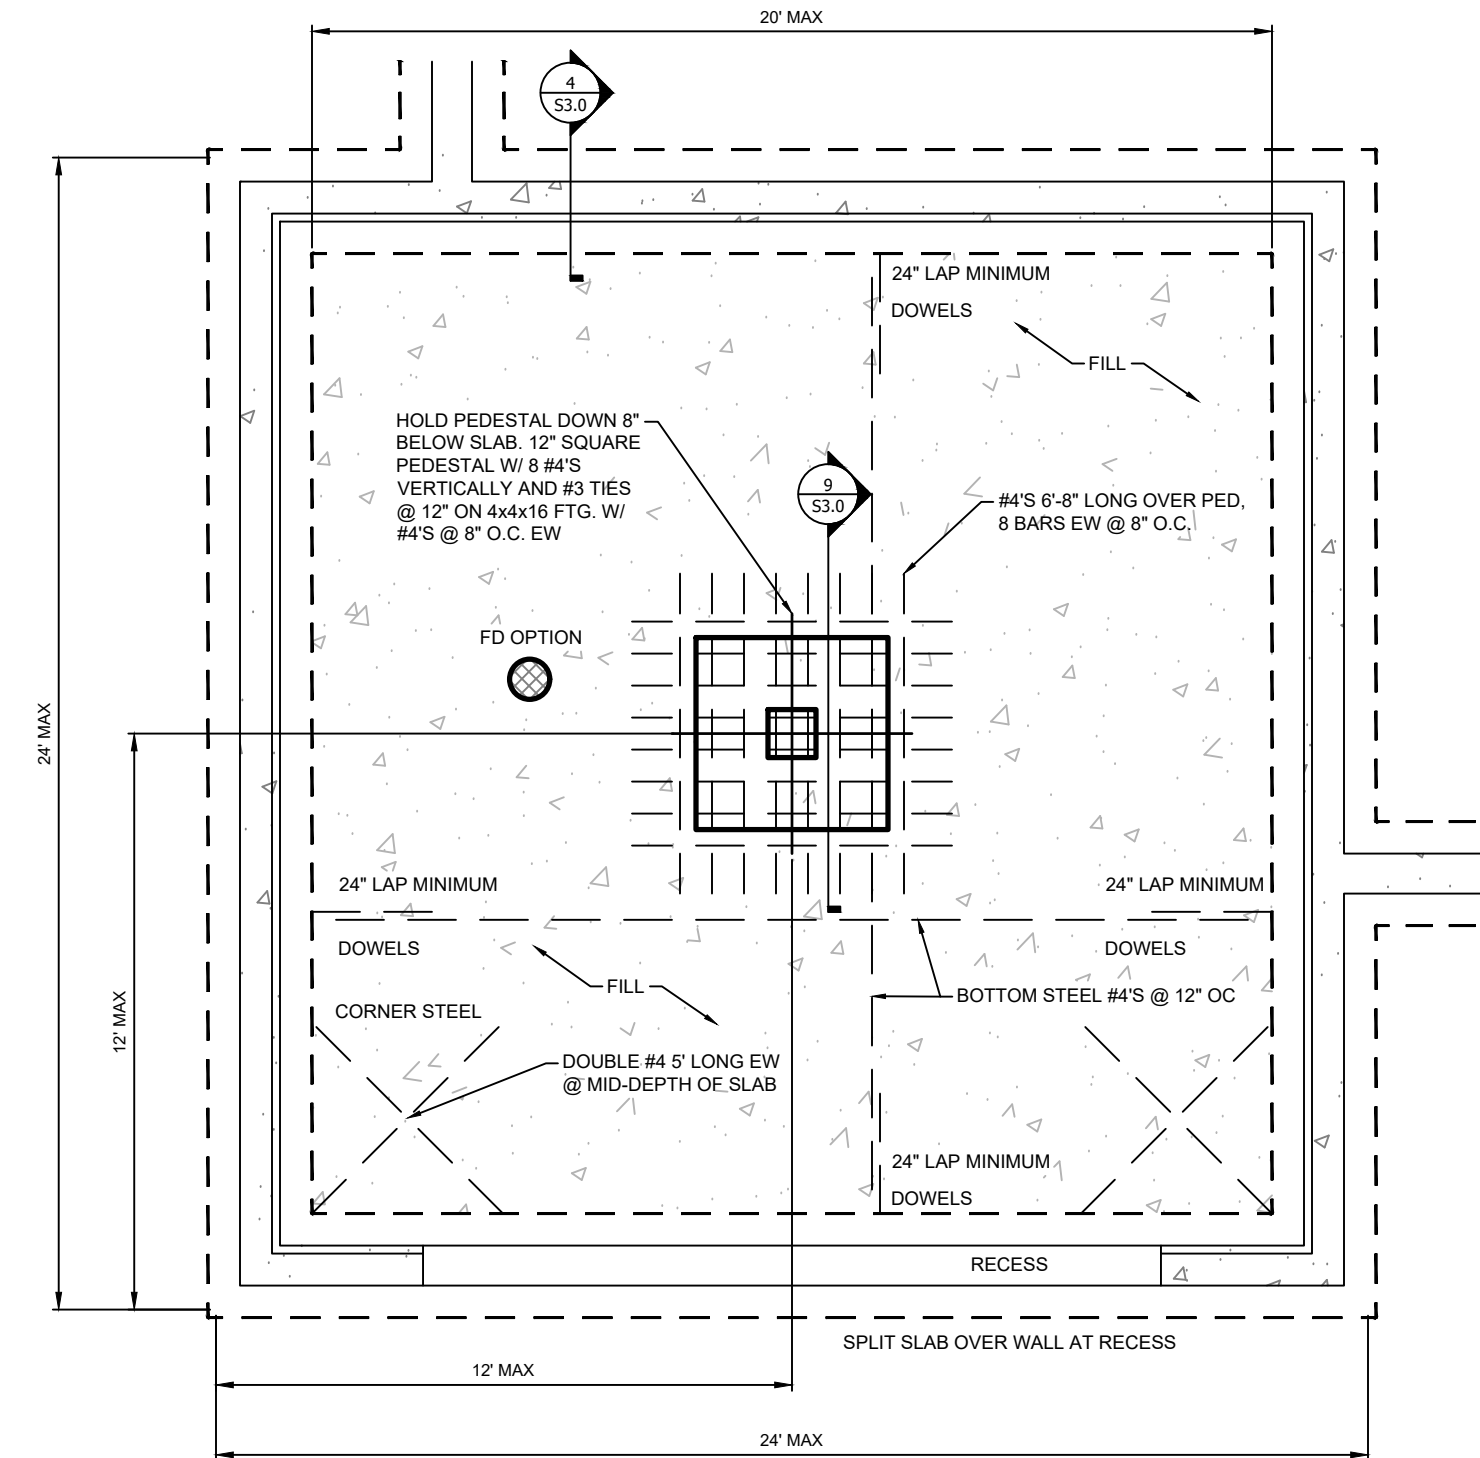 20' MAX
4
S3.0
24" LAP MINIMUM
DOWELS
FILL
HOLD PEDESTAL DOWN 8"
BELOW SLAB. 12" SQUARE
PEDESTAL W/ 8 #4'S
VERTICALLY AND #3 TIES
@ 12" ON 4x4x16 FTG. W/
#4'S @ 8" O.C. EW
9
S3.0
#4'S 6'-8" LONG OVER PED,
8 BARS EW @ 8" O.C.
FD OPTION
24' MAX
24" LAP MINIMUM
24" LAP MINIMUM
DOWELS
DOWELS
FILL
BOTTOM STEEL #4'S @ 12" OC
CORNER STEEL
12' MAX
DOUBLE #4 5' LONG EW
@ MID-DEPTH OF SLAB
24" LAP MINIMUM
DOWELS
RECESS
SPLIT SLAB OVER WALL AT RECESS
12' MAX
24' MAX